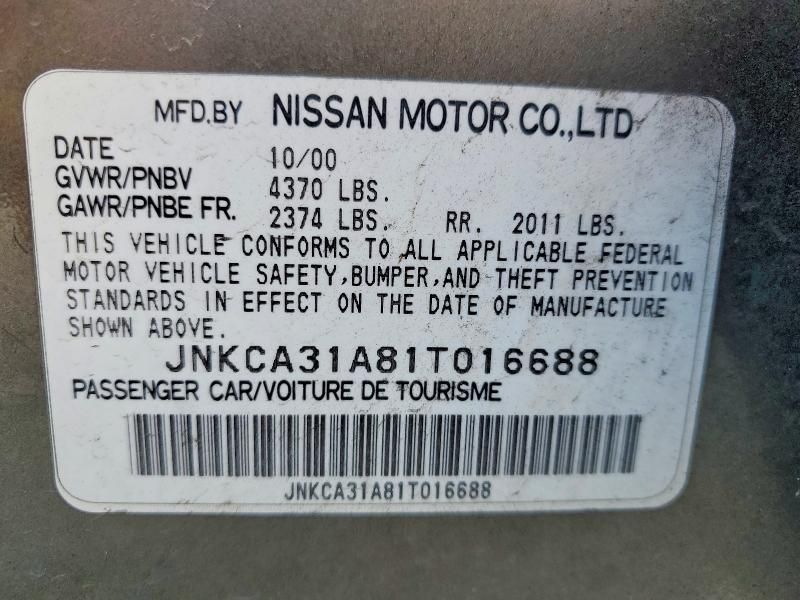 MFD.BY NISSAN MOTOR CO.,LTD
DATE 10/00
GVWR/PNBV 4370 LBS.
GAWR/PNBE FR. 2374 LBS. RR. 2011 LBS.
THIS VEHICLE CONFORMS TO ALL APPLICABLE FEDERAL
MOTOR VEHICLE SAFETY,BUMPER,AND THEFT PREVENTION
STANDARDS IN EFFECT ON THE DATE OF MANUFACTURE
SHOWN ABOVE.
JNKCA31A81T016688
PASSENGER CAR/VOITURE DE TOURISME
JNKCA31A81T016688